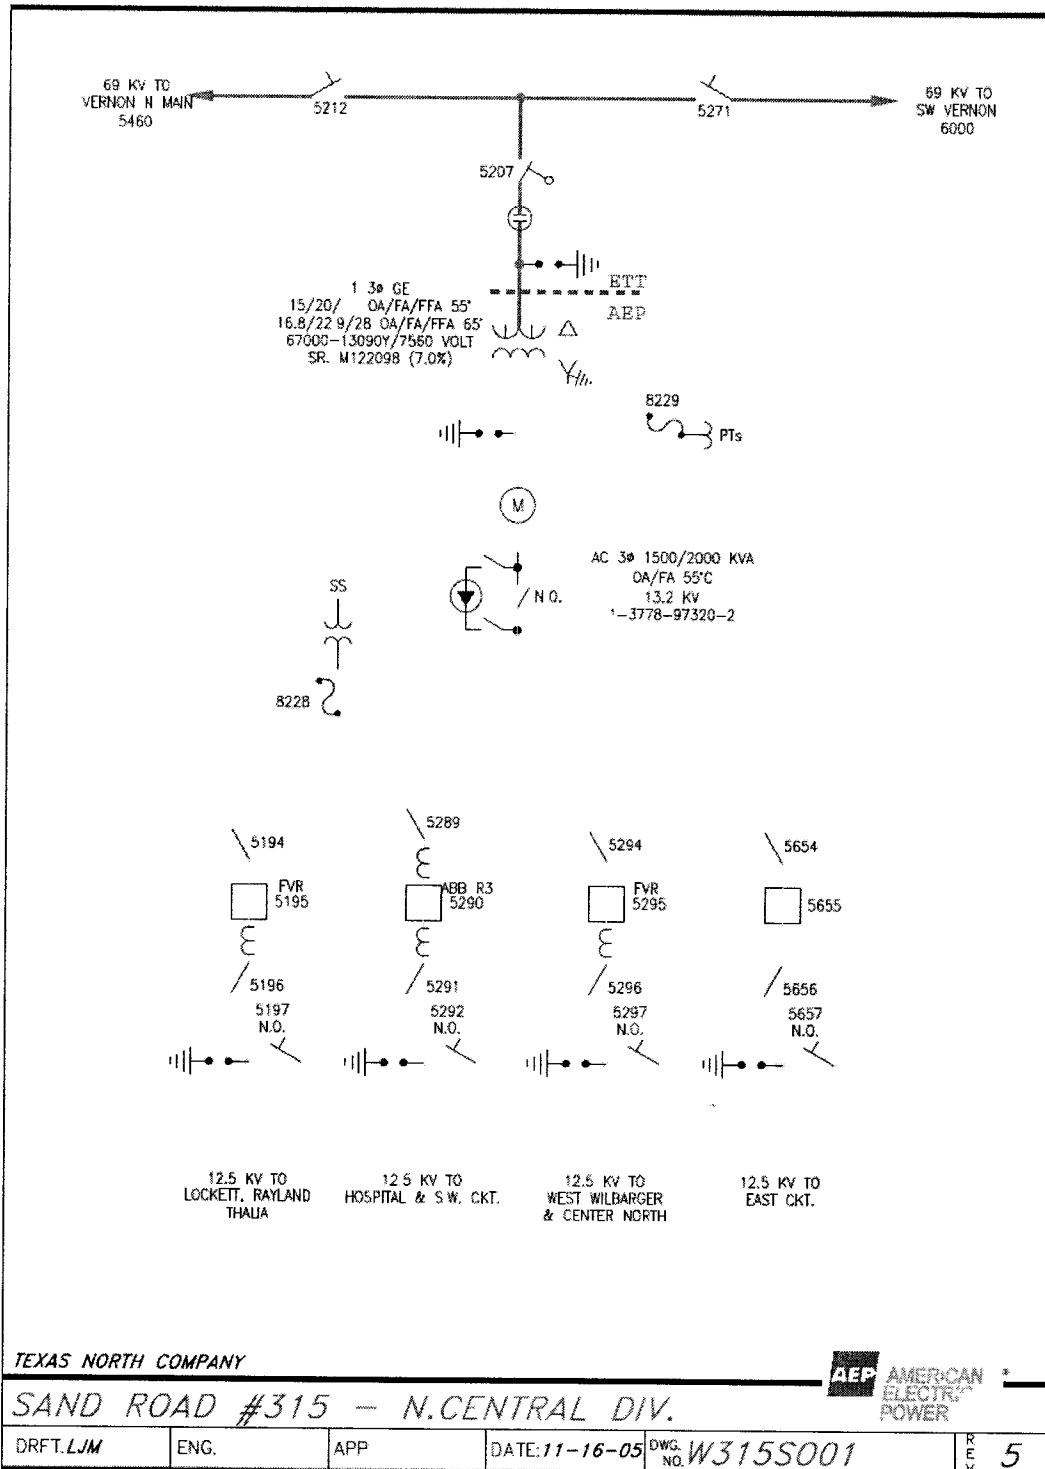 69 KV TO
VERNON N MAIN
5460
5212
5271
69 KV TO
SW VERNON
6000
5207
ETT
AEP
1 3ø GE
15/20/ OA/FA/FFA 55°
16.8/22 9/28 OA/FA/FFA 65°
67000-13090Y/7560 VOLT
SR. M122098 (7.0%)
8229
PTs
M
AC 3ø 1500/2000 KVA
OA/FA 55°C
13.2 KV
1-3778-97320-2
N O.
SS
8228
5194
5289
5294
5654
FVR
5195
ABB R3
5290
FVR
5295
5655
5196
5291
5296
5656
5197
N.O.
5292
N.O.
5297
N.O.
5657
N.O.
12.5 KV TO
LOCKETT, RAYLAND
THALIA
12 5 KV TO
HOSPITAL & S W. CKT.
12.5 KV TO
WEST WILBARGER
& CENTER NORTH
12.5 KV TO
EAST CKT.
TEXAS NORTH COMPANY
AEP AMERICAN
ELECTRIC
POWER
SAND ROAD #315 - N.CENTRAL DIV.
DRFT. LJM
ENG.
APP
DATE: 11-16-05
DWG. NO. W315S001
REV 5